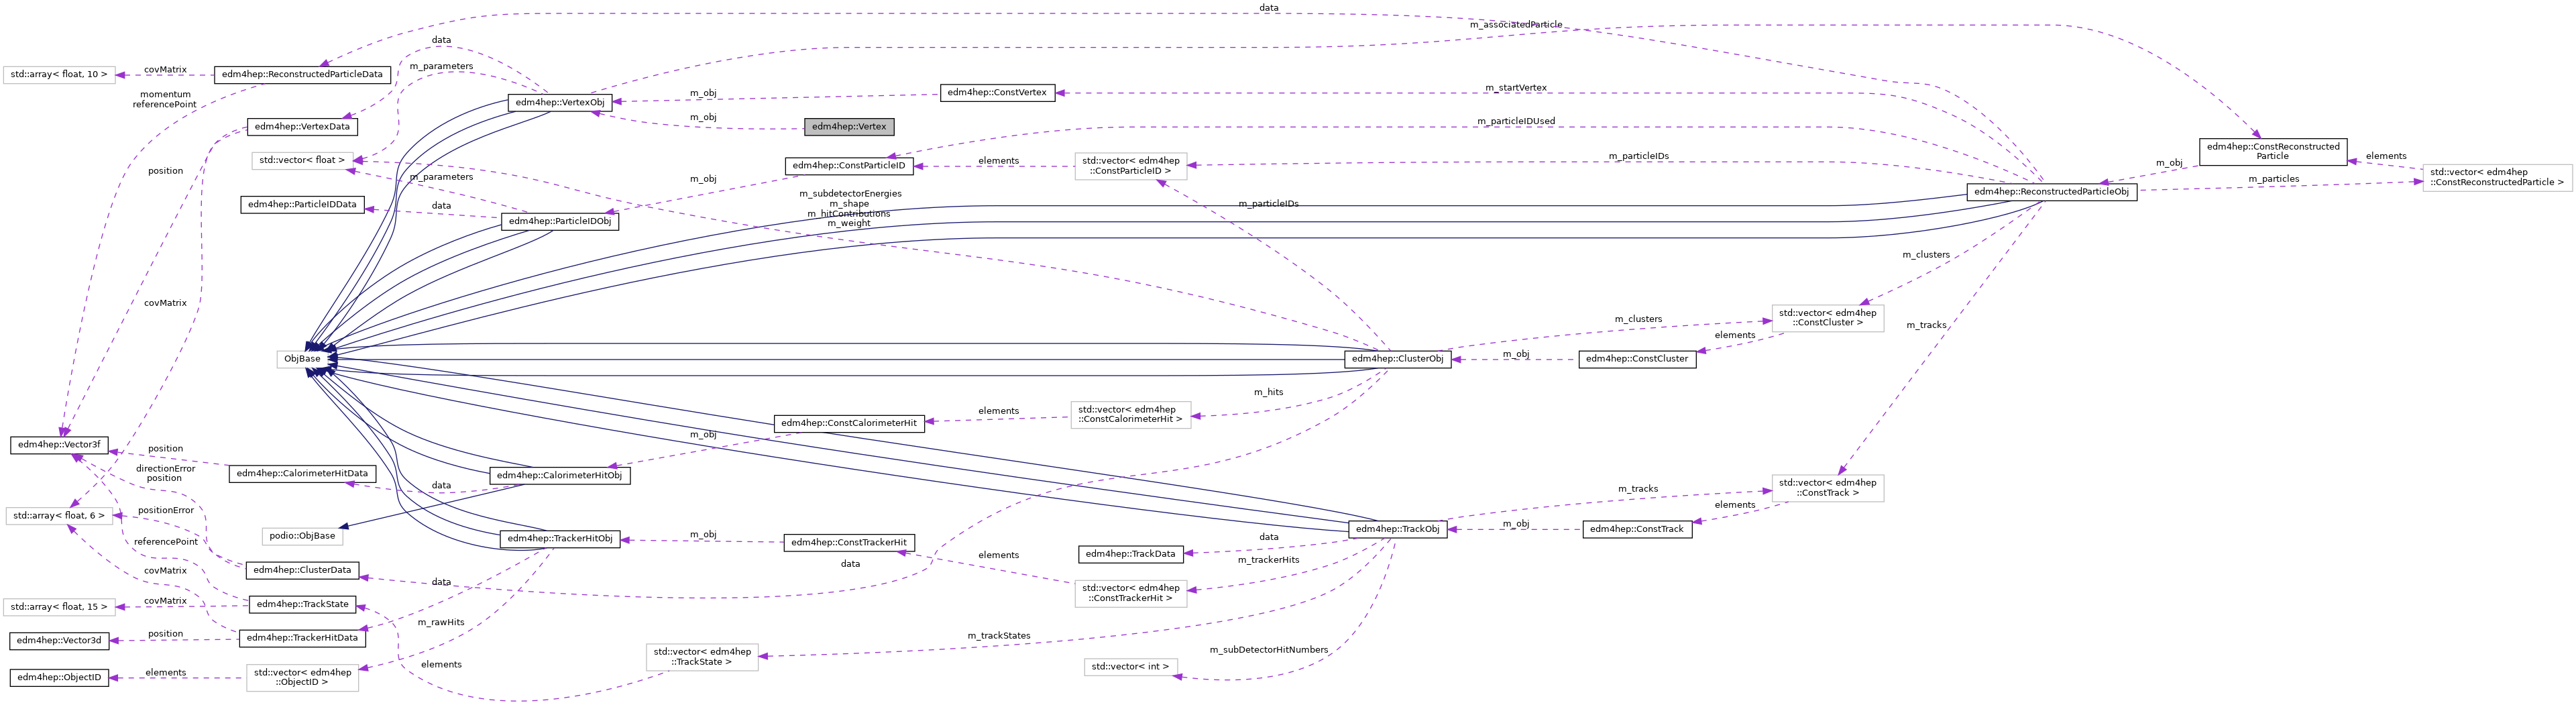 data
m_associatedParticle
data
m_parameters
std::array< float, 10 >
covMatrix
edm4hep::ReconstructedParticleData
momentum
referencePoint
edm4hep::VertexObj
m_obj
edm4hep::ConstVertex
m_startVertex
edm4hep::VertexData
m_obj
edm4hep::Vertex
m_particleIDUsed
std::vector< float >
edm4hep::ConstParticleID
elements
std::vector< edm4hep
::ConstParticleID >
m_particleIDs
edm4hep::ConstReconstructed
Particle
elements
m_obj
std::vector< edm4hep
::ConstReconstructedParticle >
position
m_parameters
m_obj
m_particles
edm4hep::ReconstructedParticleObj
edm4hep::ParticleIDData
data
edm4hep::ParticleIDObj
m_subdetectorEnergies
m_shape
m_hitContributions
m_weight
m_particleIDs
m_clusters
covMatrix
std::vector< edm4hep
::ConstCluster >
m_clusters
m_tracks
elements
ObjBase
edm4hep::ClusterObj
m_obj
edm4hep::ConstCluster
m_hits
std::vector< edm4hep
::ConstCalorimeterHit >
elements
edm4hep::ConstCalorimeterHit
m_obj
edm4hep::Vector3f
position
edm4hep::CalorimeterHitData
directionError
position
data
edm4hep::CalorimeterHitObj
m_tracks
std::vector< edm4hep
::ConstTrack >
elements
std::array< float, 6 >
positionError
podio::ObjBase
edm4hep::TrackerHitObj
m_obj
edm4hep::ConstTrackerHit
edm4hep::TrackObj
m_obj
edm4hep::ConstTrack
referencePoint
data
edm4hep::TrackData
elements
m_trackerHits
data
edm4hep::ClusterData
covMatrix
data
std::vector< edm4hep
::ConstTrackerHit >
std::array< float, 15 >
covMatrix
edm4hep::TrackState
m_rawHits
edm4hep::Vector3d
position
edm4hep::TrackerHitData
m_trackStates
std::vector< edm4hep
::TrackState >
m_subDetectorHitNumbers
std::vector< int >
elements
edm4hep::ObjectID
elements
std::vector< edm4hep
::ObjectID >